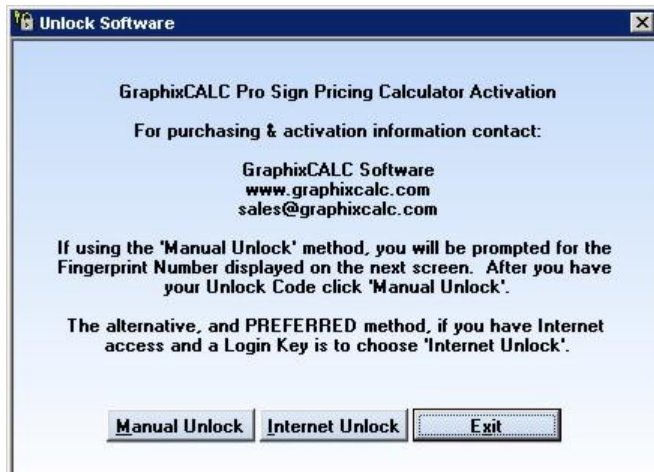 Unlock Software
GraphixCALC Pro Sign Pricing Calculator Activation
For purchasing & activation information contact:
GraphixCALC Software
www.graphixcalc.com
sales@graphixcalc.com
If using the 'Manual Unlock' method, you will be prompted for the
Fingerprint Number displayed on the next screen.  After you have
your Unlock Code click 'Manual Unlock'.
The alternative, and PREFERRED method, if you have Internet
access and a Login Key is to choose 'Internet Unlock'.
Manual Unlock Internet Unlock Exit